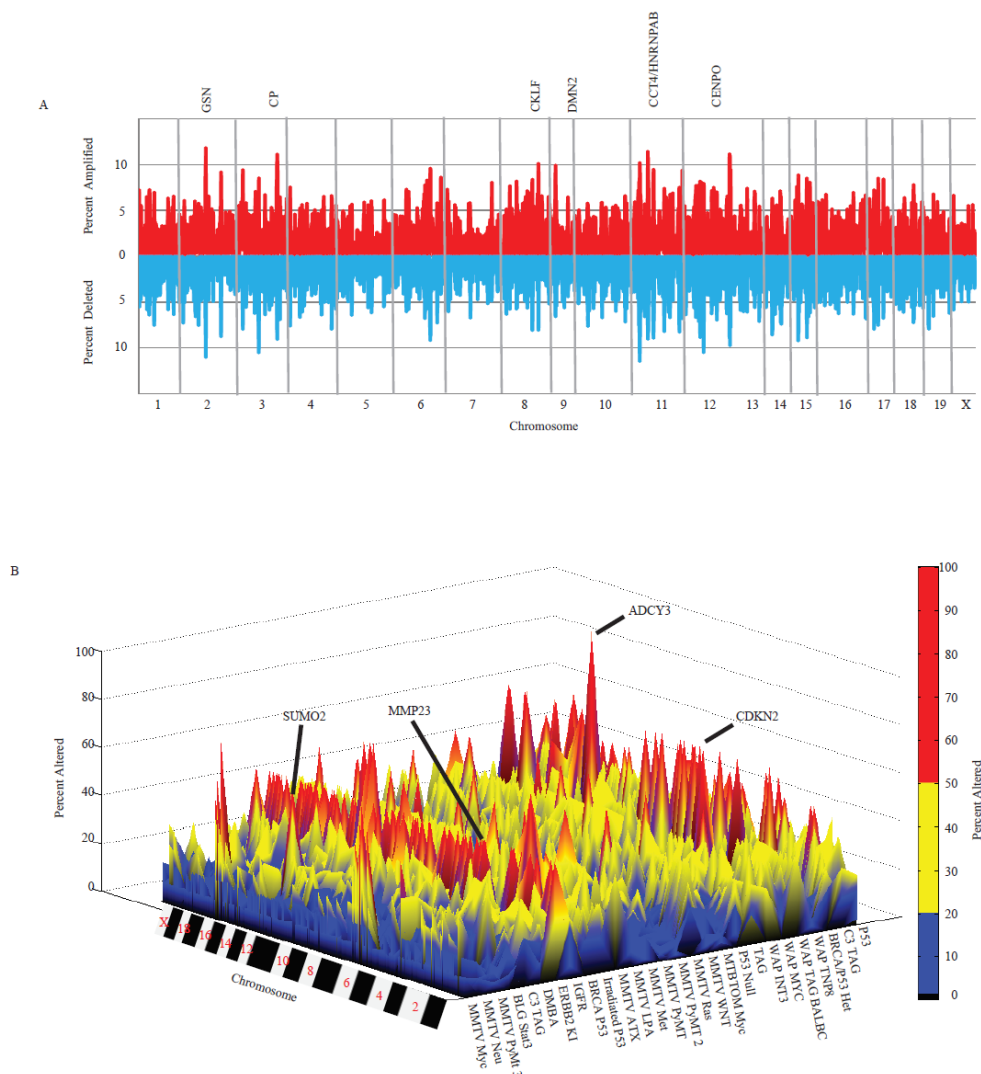 A
GSN
CP
CKLF
DMN2
CCT4/HNRNPAB
CENPO
Percent Amplified
Percent Deleted
10
5
0
5
10
1 2 3 4 5 6 7 8 9 10 11 12 13 14 15 16 17 18 19 X
Chromosome
B
ADCY3
SUMO2
MMP23
CDKN2
Percent Altered
100
80
60
40
20
0
X 18 16 14 12 10 8 6 4 2
Chromosome
MMTV Myc
MMTV Neu
MMTV PyMt 3
BLG Stat3
C3 TAG
DMBA
ERBB2 KI
IGFR
BRCA P53
Irradiated P53
MMTV ATX
MMTV LPA
MMTV Met
MMTV PyMT
MMTV PyMT 2
MMTV Ras
MMTV WNT
MTBTOM Myc
P53 Null
TAG
WAP INT3
WAP MYC
WAP TAG BALBC
WAP TNP8
BRCA/P53 Het
C3 TAG
P53
100
90
80
70
60
50
40
30
20
10
0
Percent Altered